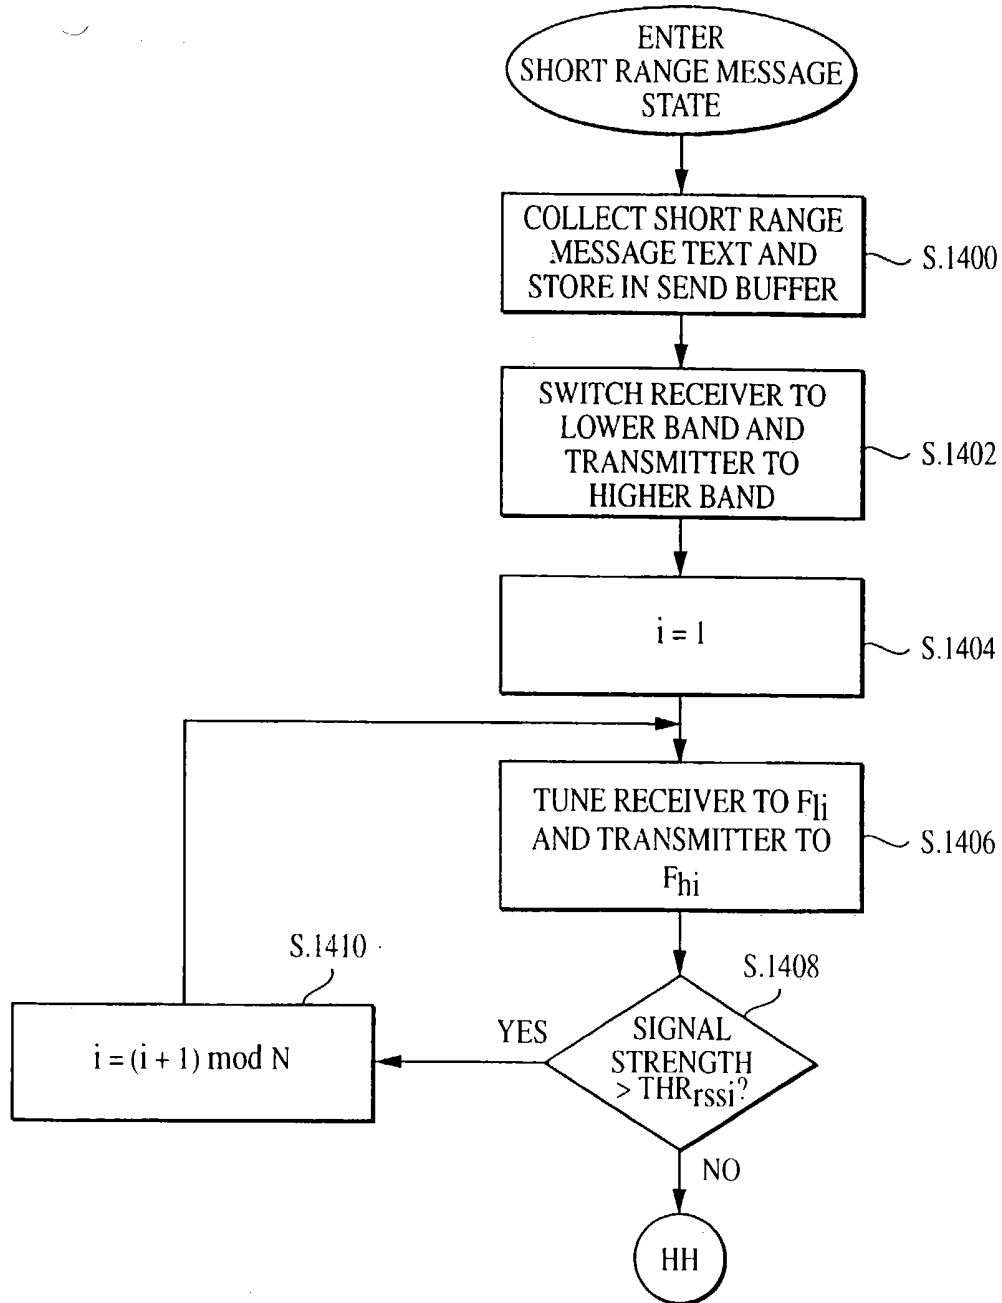 ENTER
SHORT RANGE MESSAGE
STATE
COLLECT SHORT RANGE
MESSAGE TEXT AND
STORE IN SEND BUFFER
S.1400
SWITCH RECEIVER TO
LOWER BAND AND
TRANSMITTER TO
HIGHER BAND
S.1402
i = 1
S.1404
TUNE RECEIVER TO Fli
AND TRANSMITTER TO
Fhi
S.1406
S.1410
i = (i + 1) mod N
S.1408
SIGNAL
STRENGTH
> THRrssi?
YES
NO
HH